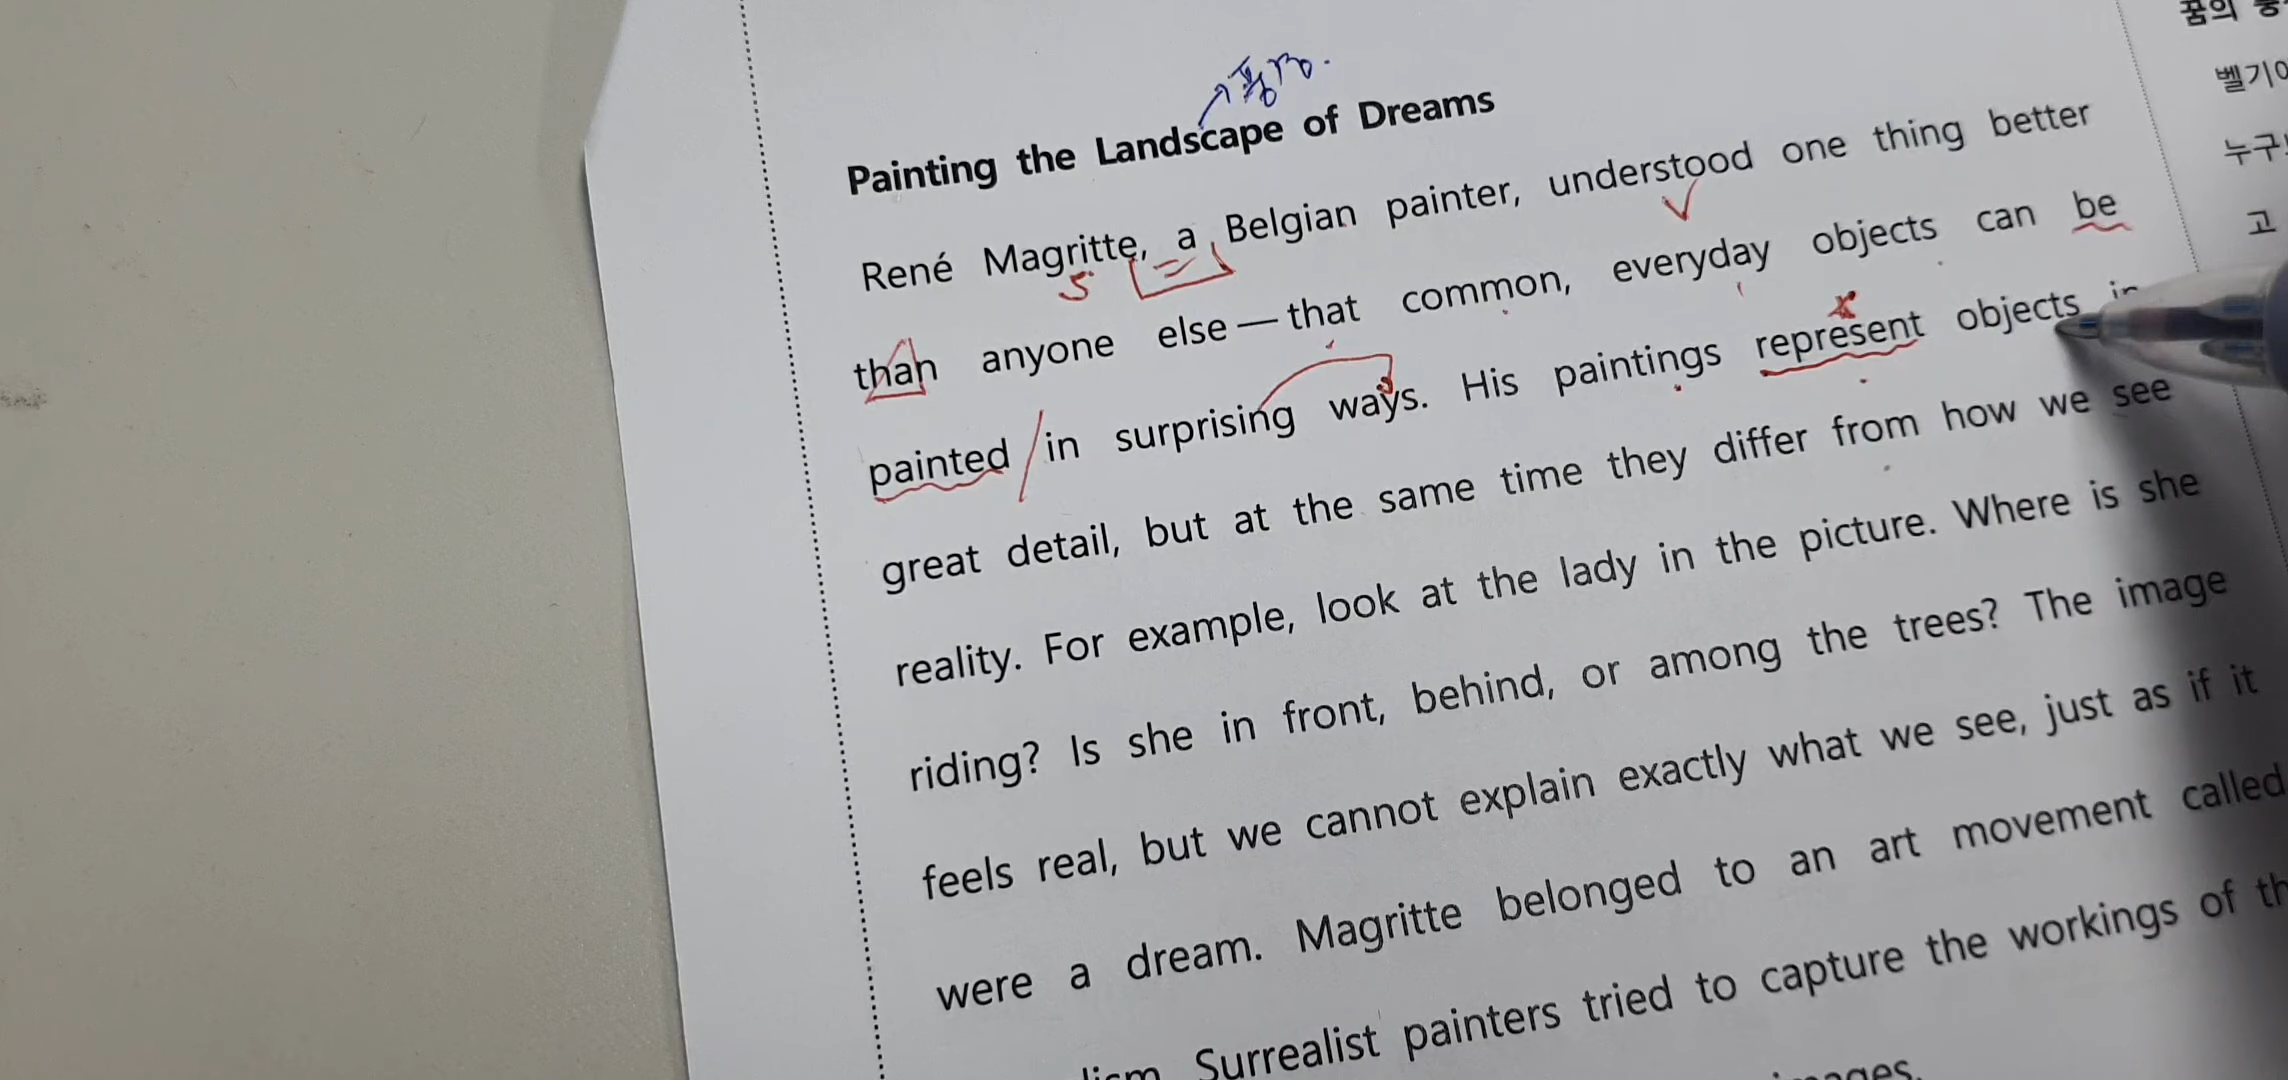 풍경.
Painting the Landscape of Dreams
René Magritte, a Belgian painter, understood one thing better
than anyone else—that common, everyday objects can be
painted in surprising ways. His paintings represent objects in
great detail, but at the same time they differ from how we see
reality. For example, look at the lady in the picture. Where is she
riding? Is she in front, behind, or among the trees? The image
feels real, but we cannot explain exactly what we see, just as if it
were a dream. Magritte belonged to an art movement called
Surrealist painters tried to capture the workings of
꿈의
벨기에
누구
고